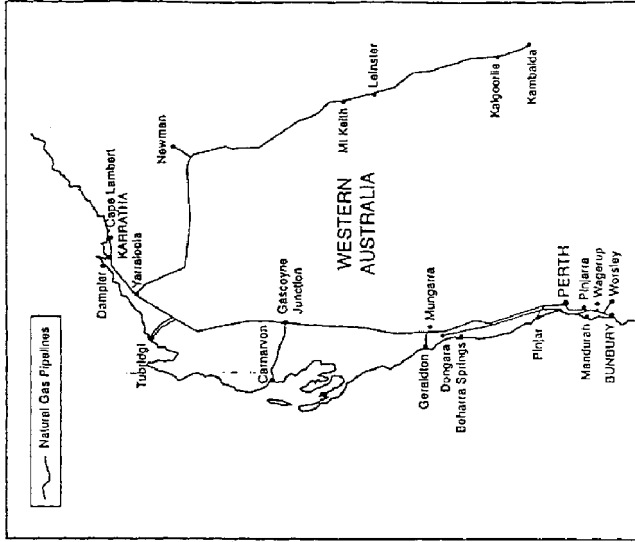 Natural Gas Pipelines
Dampier
Cape Lambert
KARRATHA
Yarraloola
Tubridgi
Newman
Carnarvon
Gascoyne
Junction
Mt Keith
Leinster
WESTERN
AUSTRALIA
Kalgoorlie
Kambalda
Geraldton
Mungarra
Dongara
Beharra Springs
Pinjar
PERTH
Mandurah
Pinjarra
Wagerup
BUNBURY
Worsley